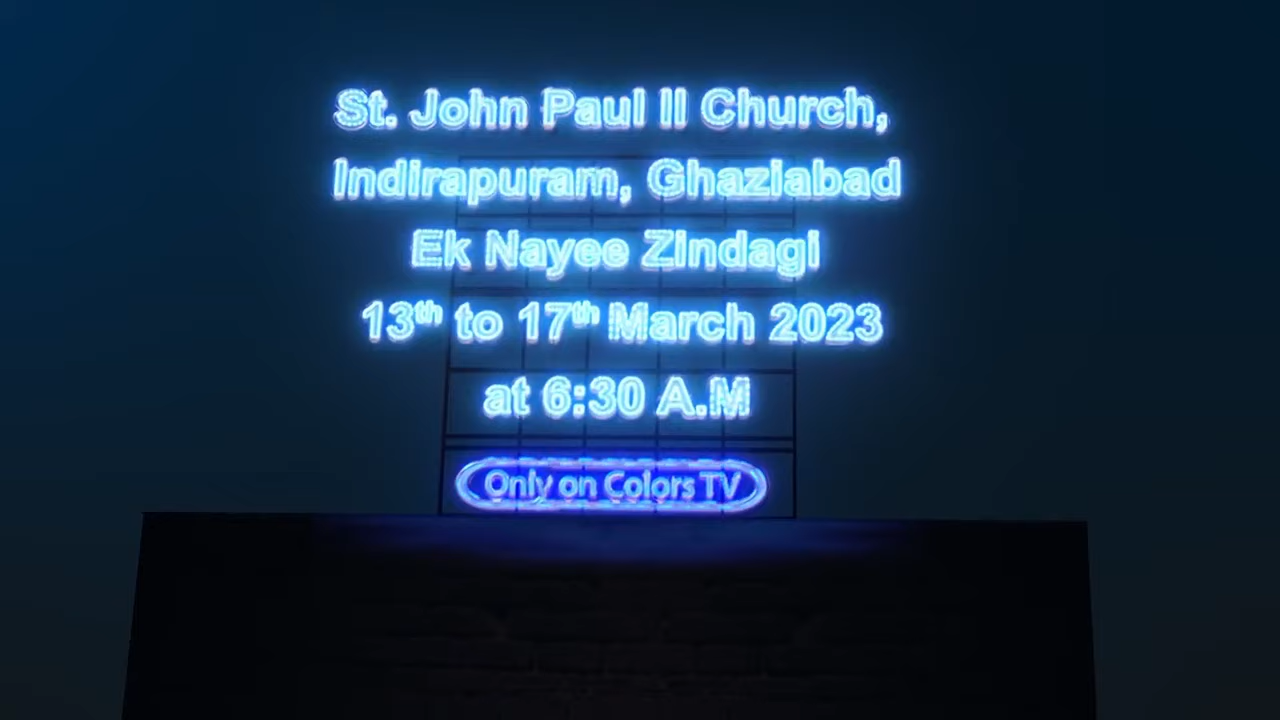 St. John Paul II Church,
Indirapuram, Ghaziabad
Ek Nayee Zindagi
13th to 17th March 2023
at 6:30 A.M
Only on Colors TV